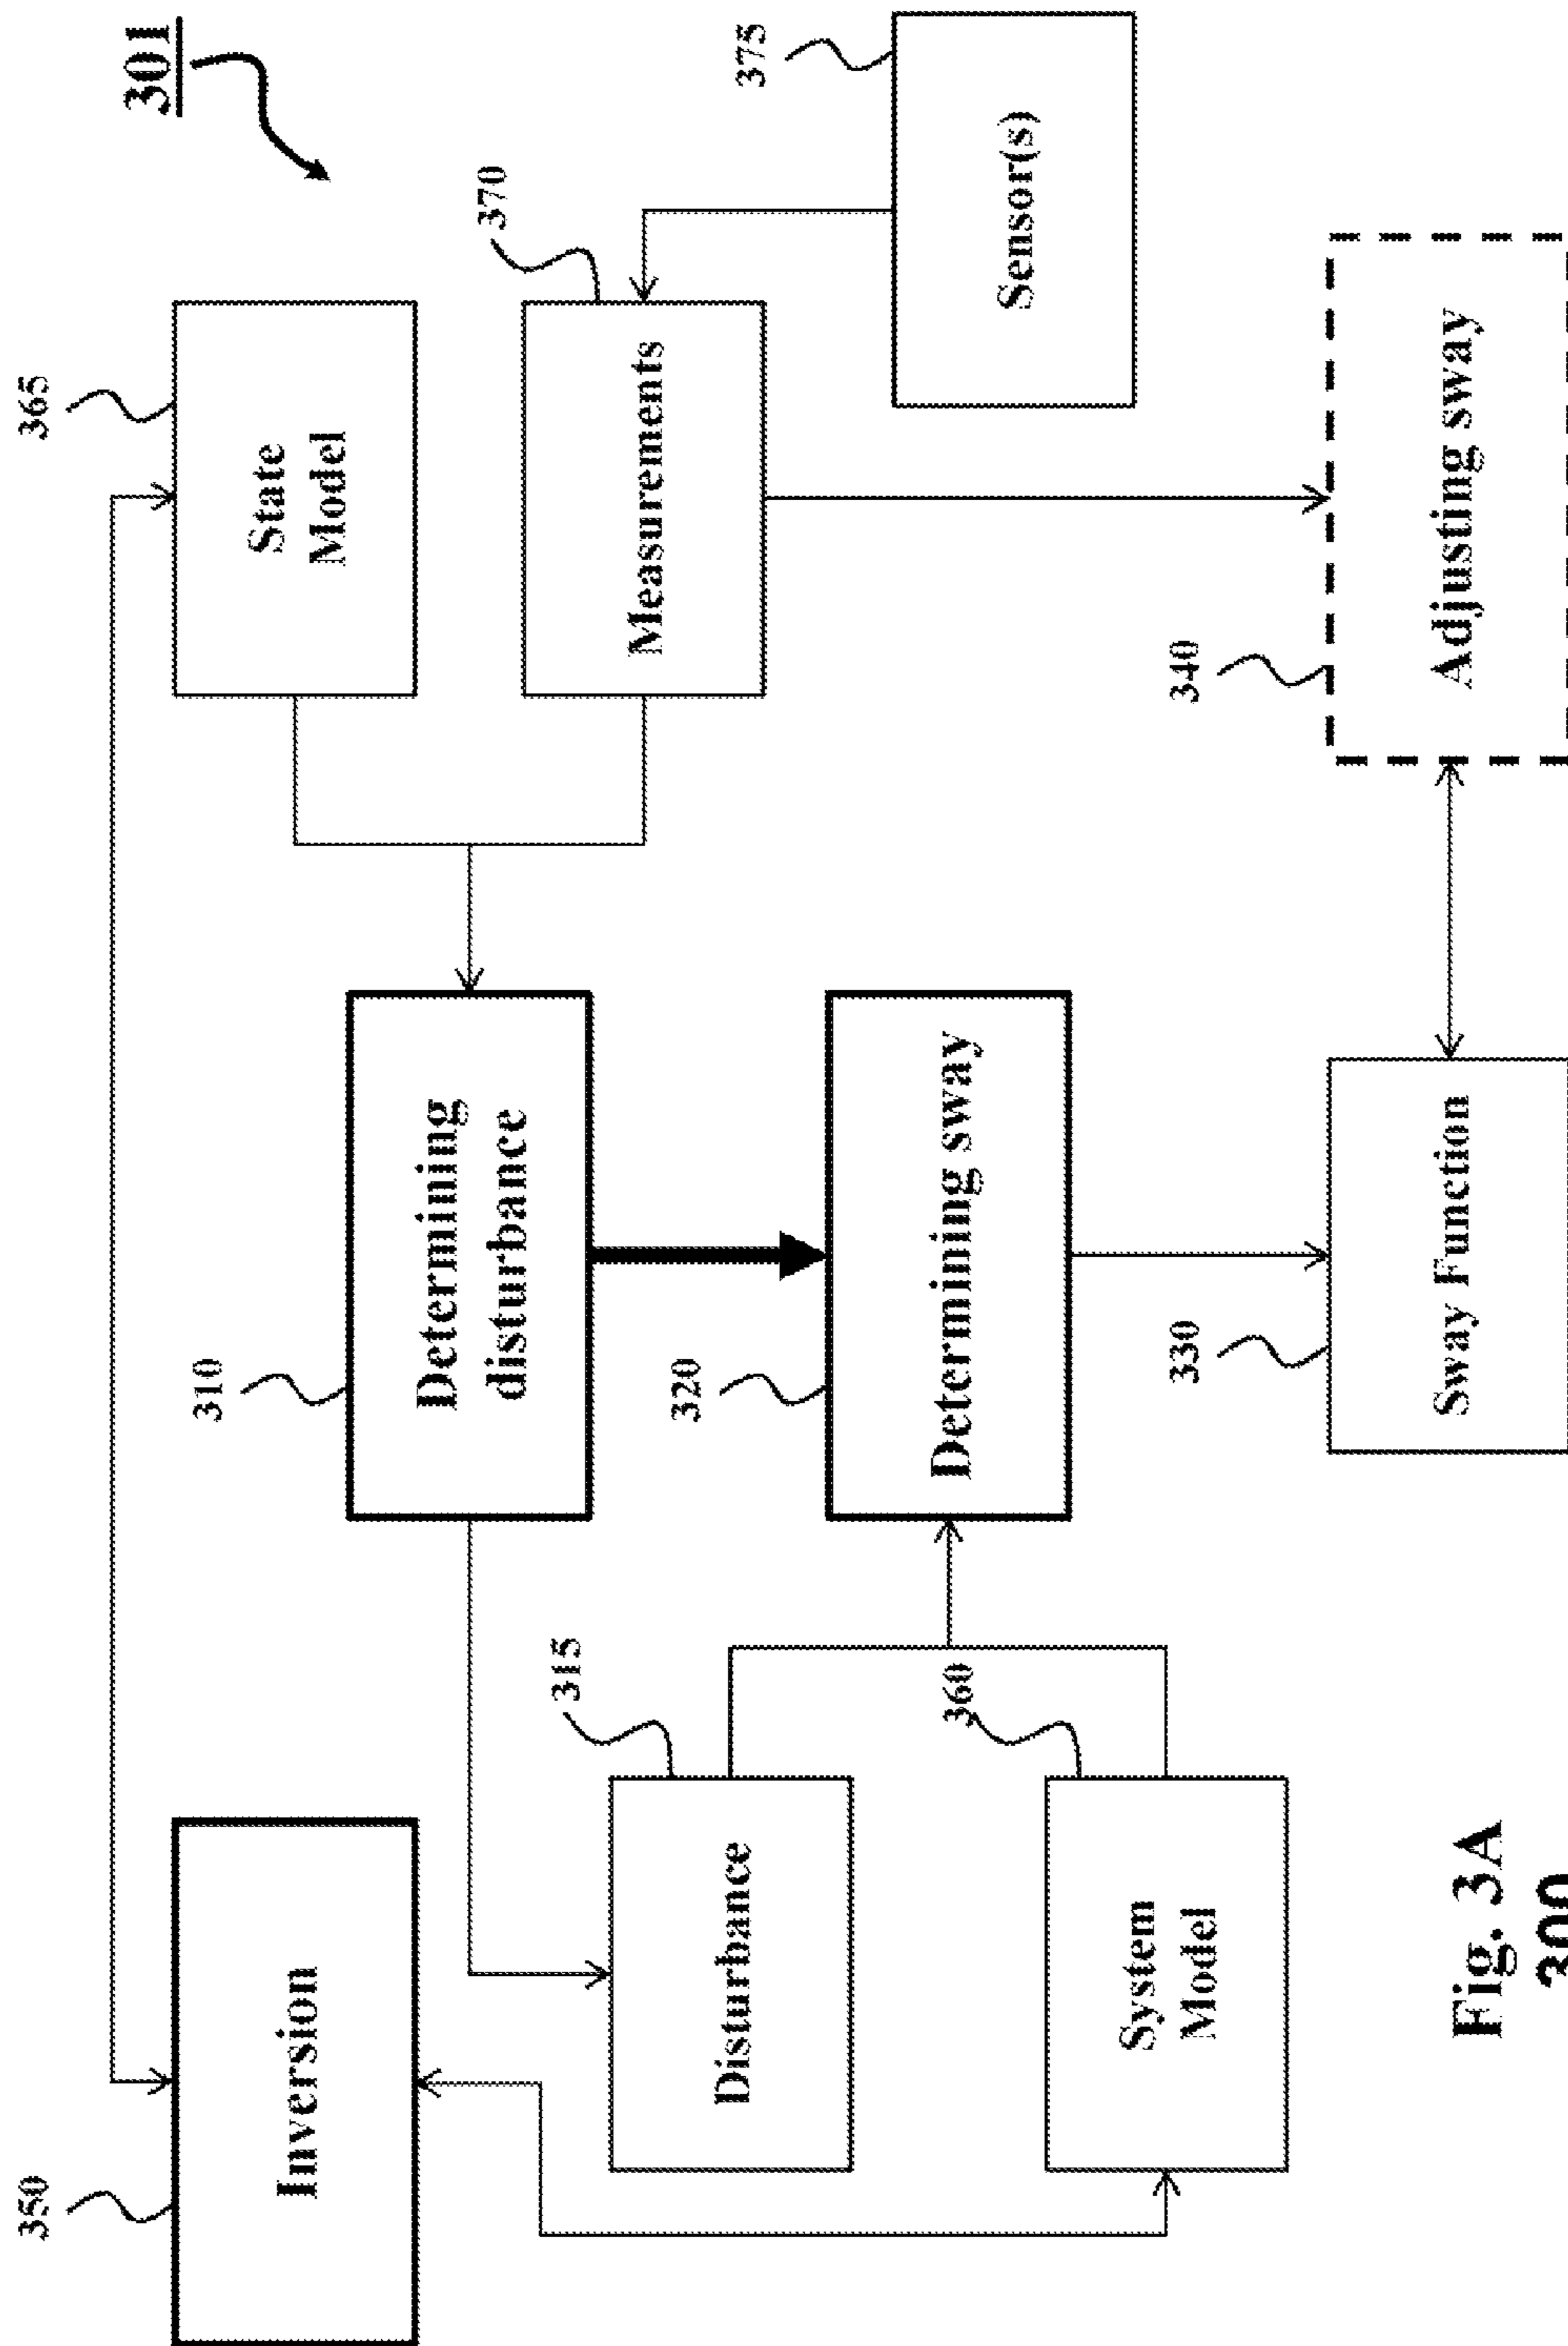 350
365
301
Inversion
State
Model
310
370
Determining
disturbance
315
Measurements
320
375
Disturbance
Determining sway
360
Sensor(s)
System
Model
330
340
Sway Function
Adjusting sway
Fig. 3A
300